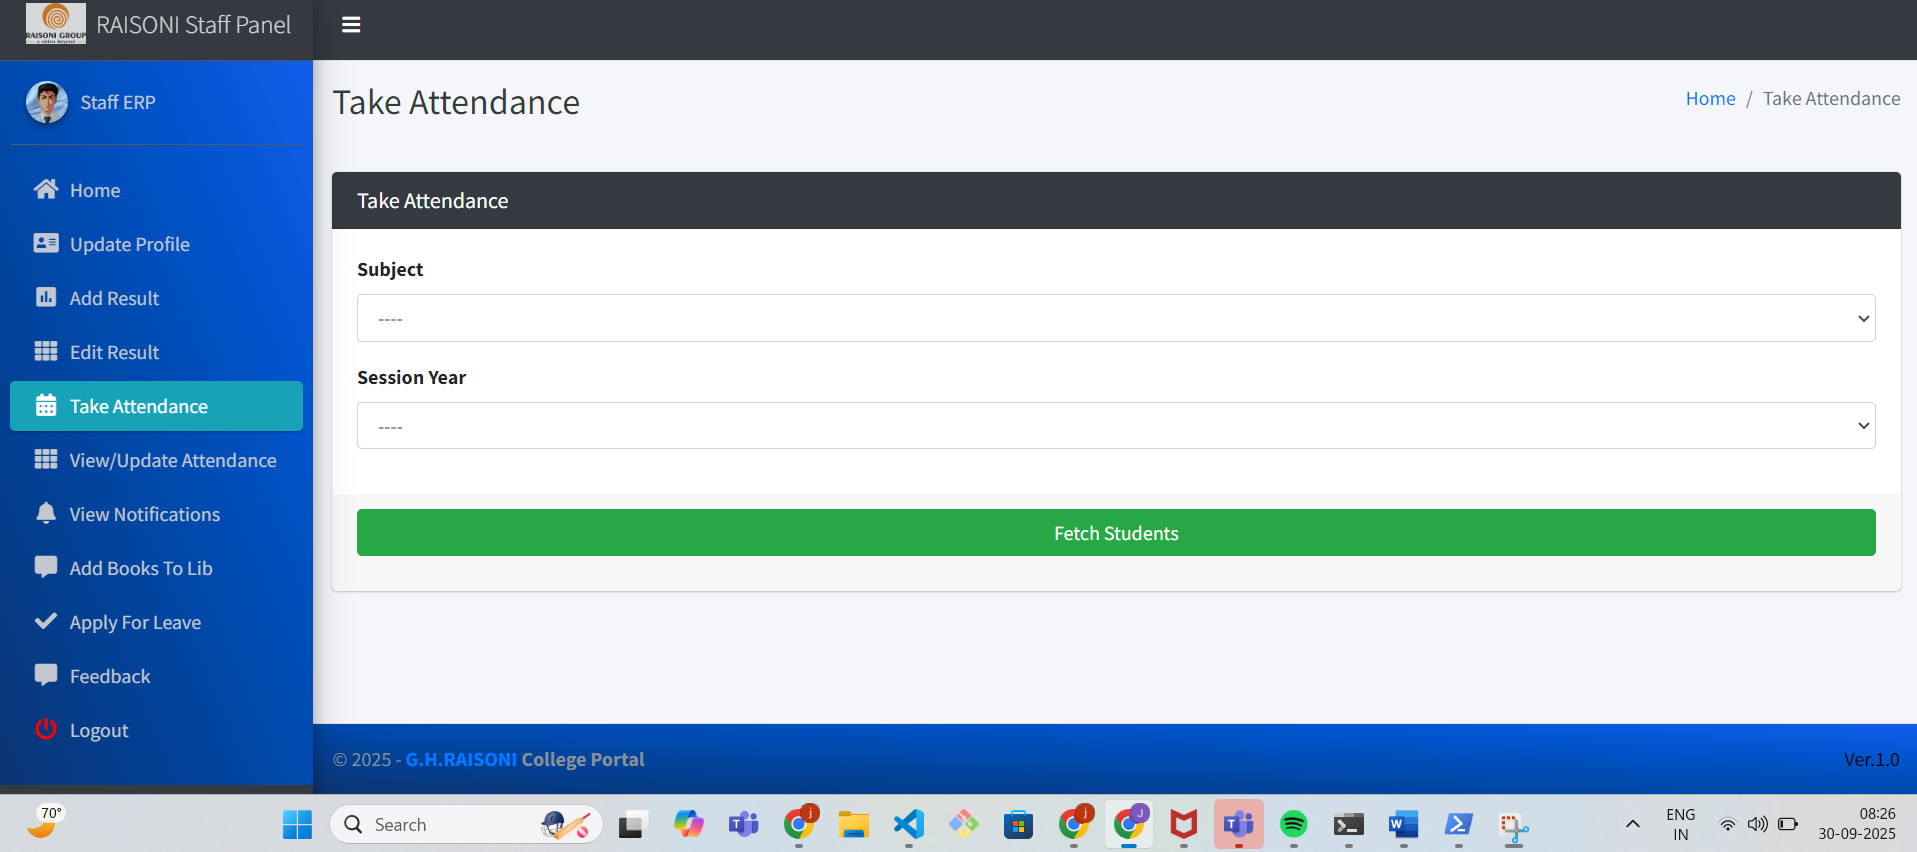 RAISONI GROUP
a vision beyond
RAISONI Staff Panel
Staff ERP
Home
Update Profile
Add Result
Edit Result
Take Attendance
View/Update Attendance
View Notifications
Add Books To Lib
Apply For Leave
Feedback
Logout
Take Attendance
Home / Take Attendance
Take Attendance
Subject
----
Session Year
----
Fetch Students
© 2025 - G.H.RAISONI College Portal
Ver.1.0
70°
Search
ENG
IN
08:26
30-09-2025